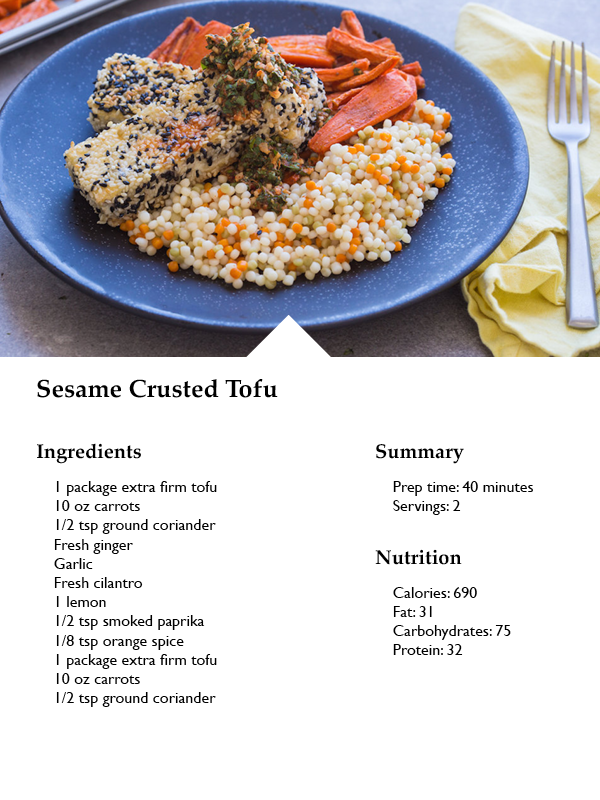 Sesame Crusted Tofu
Ingredients
1 package extra firm tofu
10 oz carrots
1/2 tsp ground coriander
Fresh ginger
Garlic
Fresh cilantro
1 lemon
1/2 tsp smoked paprika
1/8 tsp orange spice
1 package extra firm tofu
10 oz carrots
1/2 tsp ground coriander
Summary
Prep time: 40 minutes
Servings: 2
Nutrition
Calories: 690
Fat: 31
Carbohydrates: 75
Protein: 32